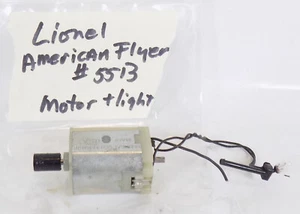 Lionel
American Flyer
# 5513
motor + light